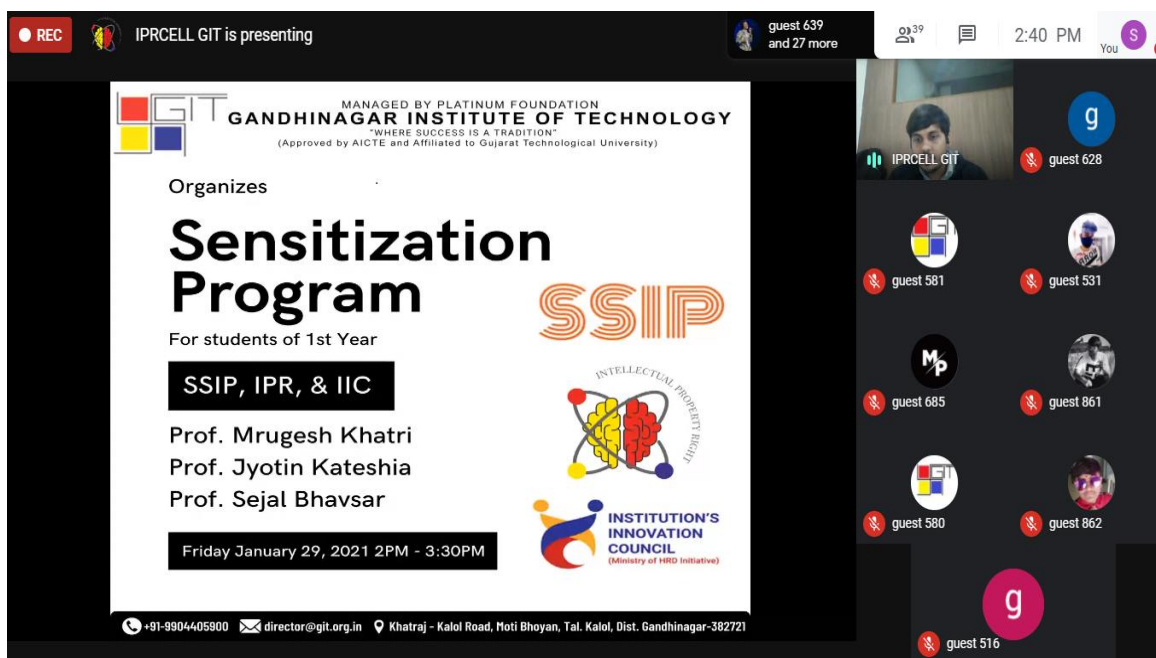 REC
IPRCELL GIT is presenting
guest 639
and 27 more
39
2:40 PM
You
S
GIT
MANAGED BY PLATINUM FOUNDATION
GANDHINAGAR INSTITUTE OF TECHNOLOGY
"WHERE SUCCESS IS A TRADITION"
(Approved by AICTE and Affiliated to Gujarat Technological University)
Organizes
Sensitization
Program
For students of 1st Year
SSIP
SSIP, IPR, & IIC
INTELLECTUAL PROPERTY RIGHT
Prof. Mrugesh Khatri
Prof. Jyotin Kateshia
Prof. Sejal Bhavsar
INSTITUTION'S
INNOVATION
COUNCIL
(Ministry of HRD Initiative)
Friday January 29, 2021 2PM - 3:30PM
+91-9904405900 director@git.org.in Khatraj - Kalol Road, Moti Bhoyan, Tal. Kalol, Dist. Gandhinagar-382721
IPRCELL GIT
g
guest 628
GIT
guest 581
guest 531
M/P
guest 685
guest 861
GIT
guest 580
guest 862
g
guest 516